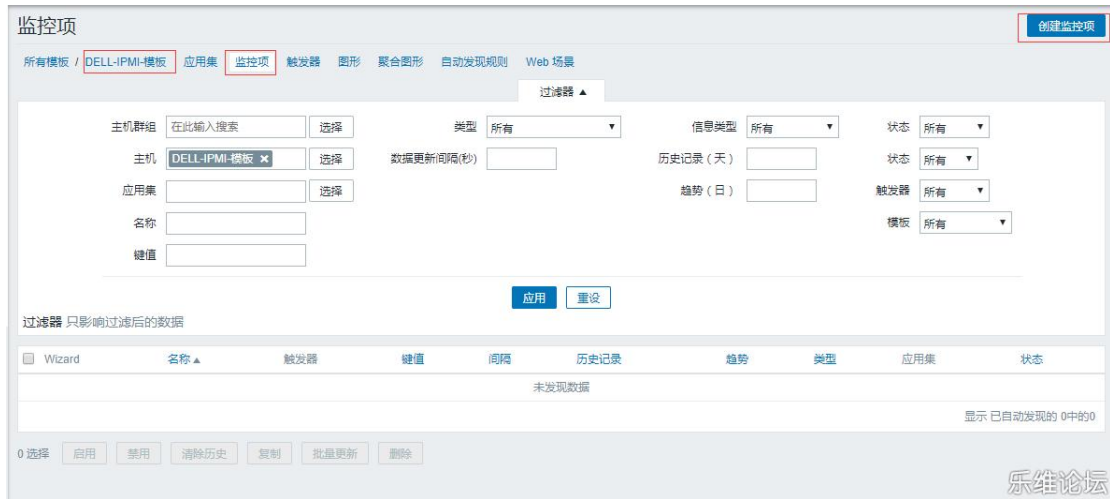 监控项 创建监控项
所有模板 / DELL-IPMI-模板 应用集 监控项 触发器 图形 聚合图形 自动发现规则 Web 场景
过滤器 ▲
主机群组 在此输入搜索 选择 类型 所有 信息类型 所有 状态 所有
主机 DELL-IPMI-模板 × 选择 数据更新间隔(秒) 历史记录（天） 状态 所有
应用集 选择 趋势（日） 触发器 所有
名称 模板 所有
键值
应用 重设
过滤器 只影响过滤后的数据
Wizard 名称▲ 触发器 键值 间隔 历史记录 趋势 类型 应用集 状态
未发现数据
显示 已自动发现的 0中的0
0 选择 启用 禁用 清除历史 复制 批量更新 删除
乐维论坛